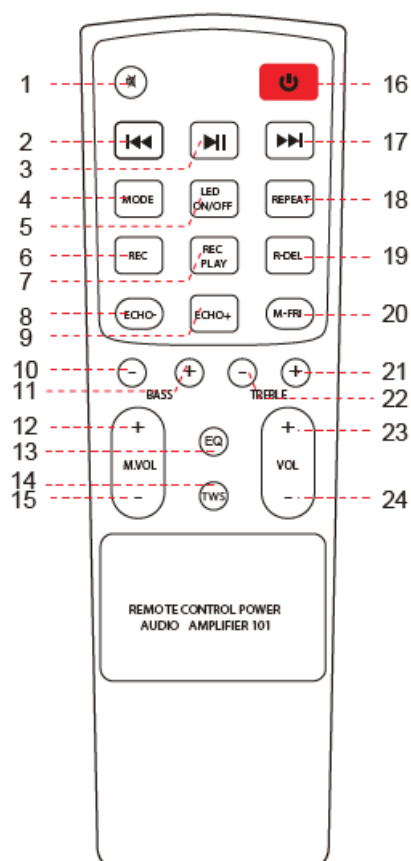 1 16
2 17
3
4 MODE LED ON/OFF REPEAT 18
5
6 REC REC PLAY R-DEL 19
7
8 ECHO- ECHO+ M-FRI 20
9
10 - + - + 21
11 BASS TREBLE 22
12 + + 23
13 EQ
M.VOL VOL
14
15 - TWS - 24
REMOTE CONTROL POWER
AUDIO AMPLIFIER 101